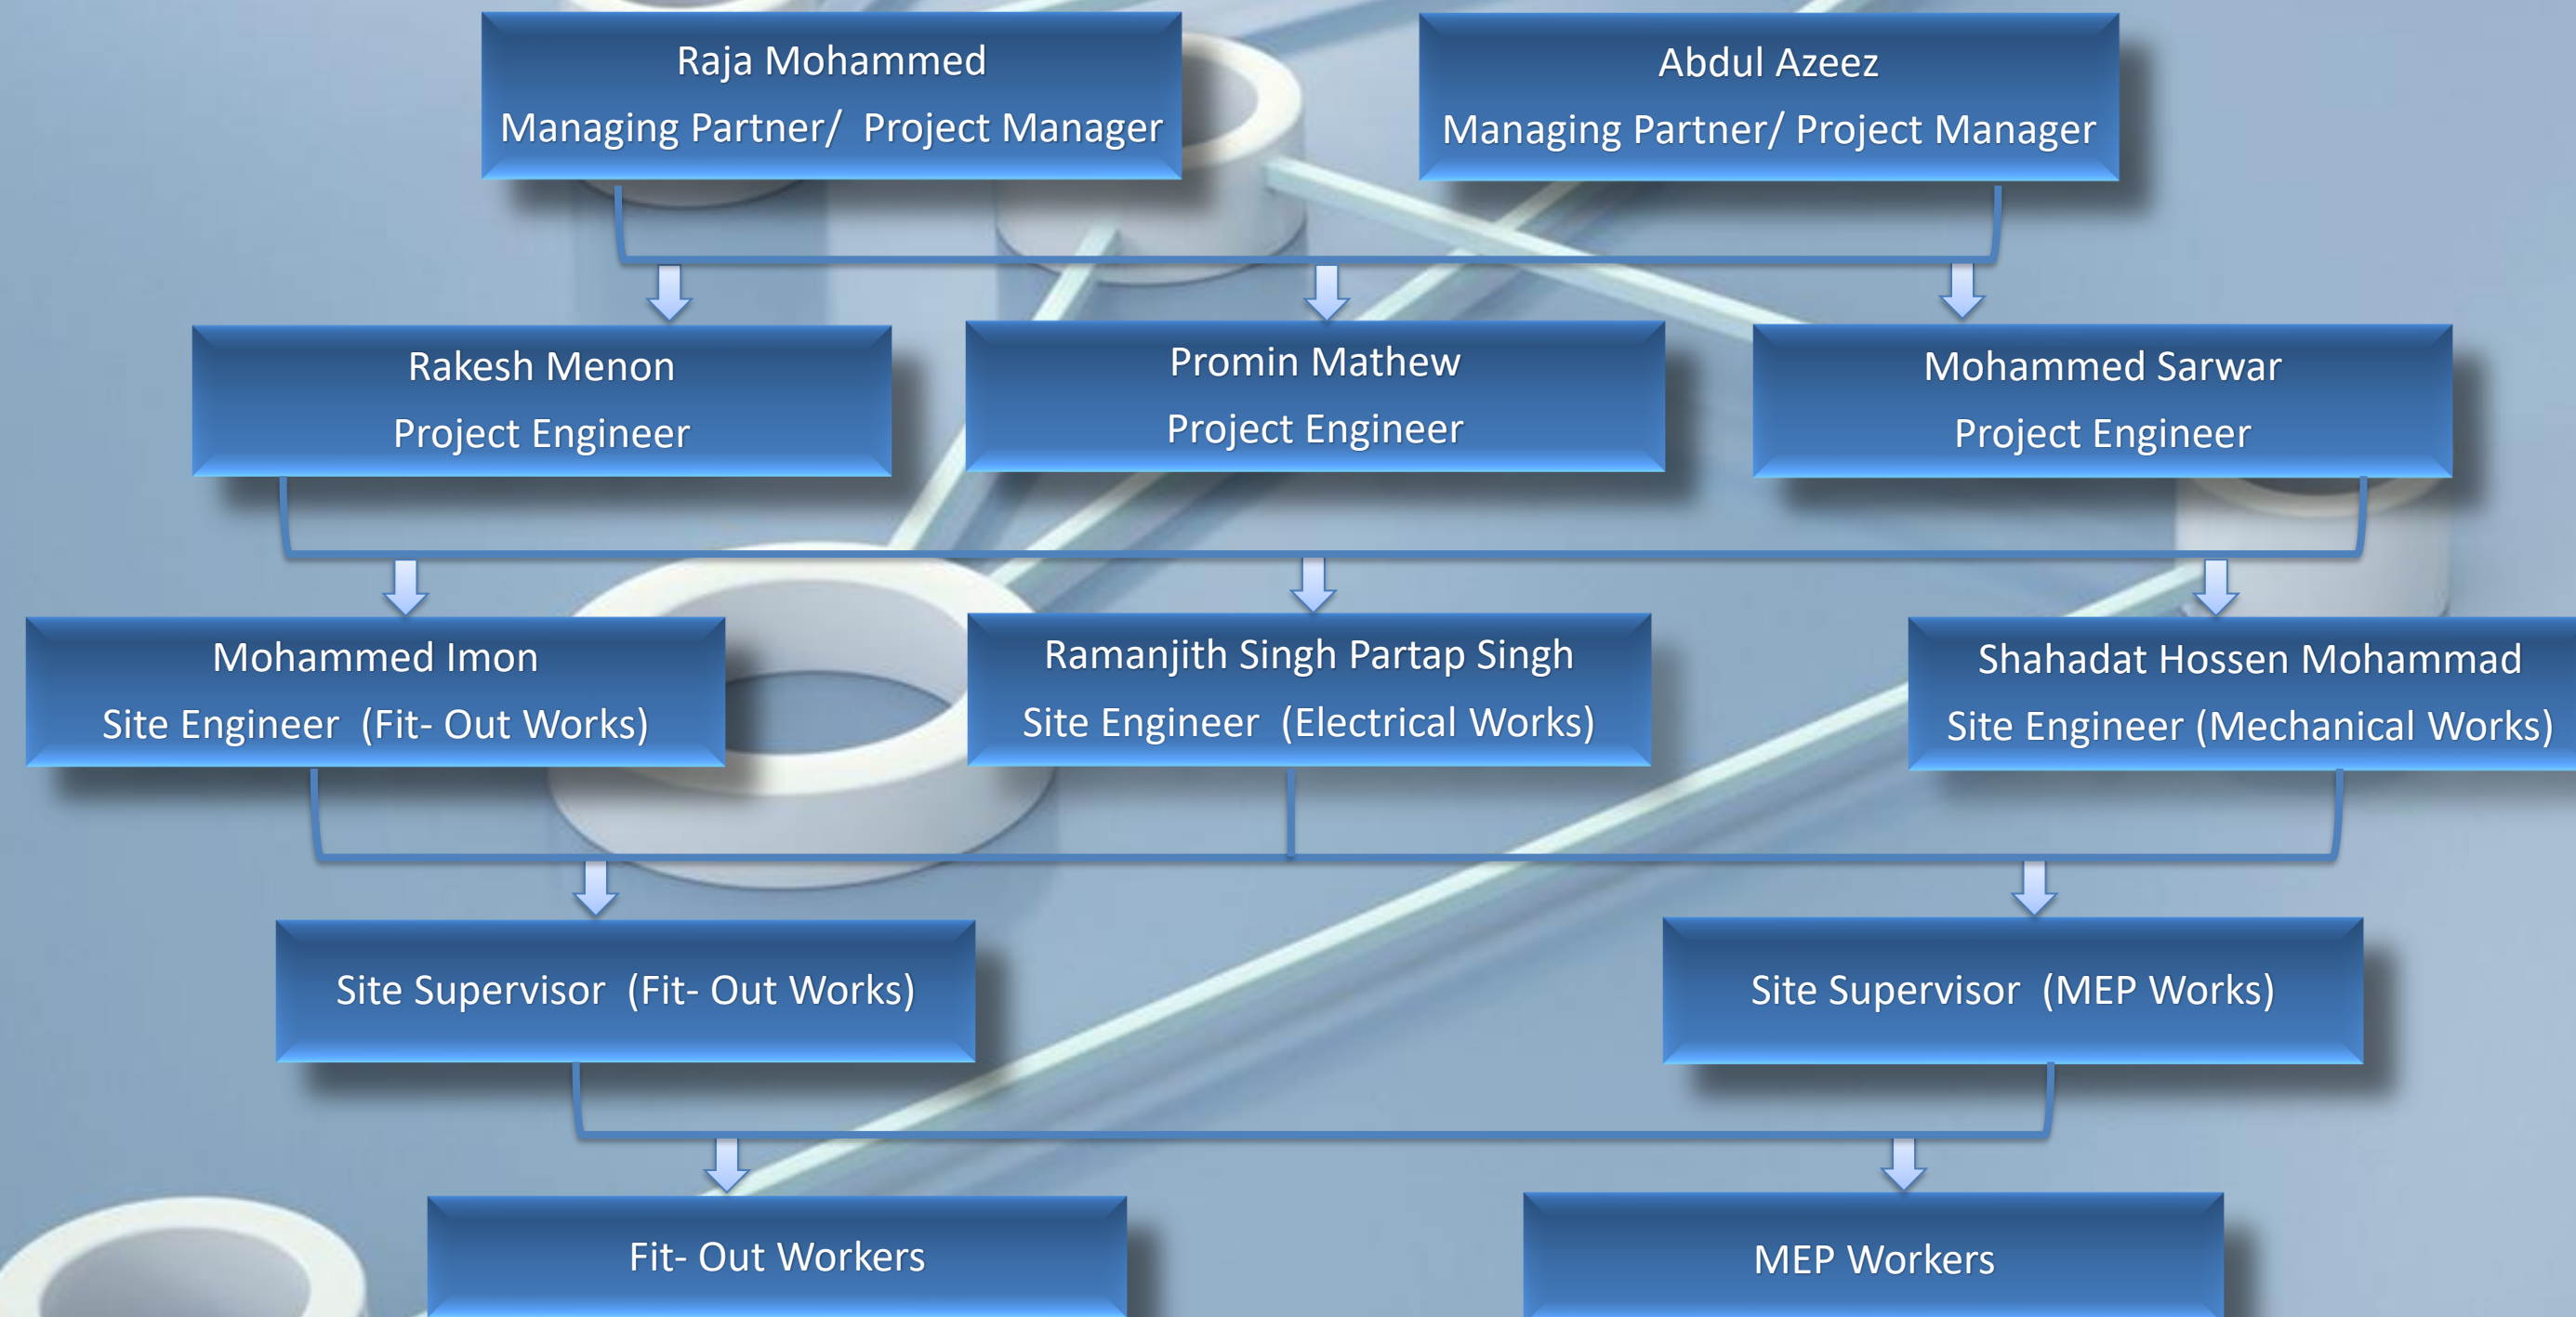 Raja Mohammed
Managing Partner/  Project Manager
Abdul Azeez
Managing Partner/ Project Manager
Rakesh Menon
Project Engineer
Promin Mathew
Project Engineer
Mohammed Sarwar
Project Engineer
Mohammed Imon
Site Engineer  (Fit- Out Works)
Ramanjith Singh Partap Singh
Site Engineer  (Electrical Works)
Shahadat Hossen Mohammad
Site Engineer (Mechanical Works)
Site Supervisor  (Fit- Out Works)
Site Supervisor  (MEP Works)
Fit- Out Workers
MEP Workers